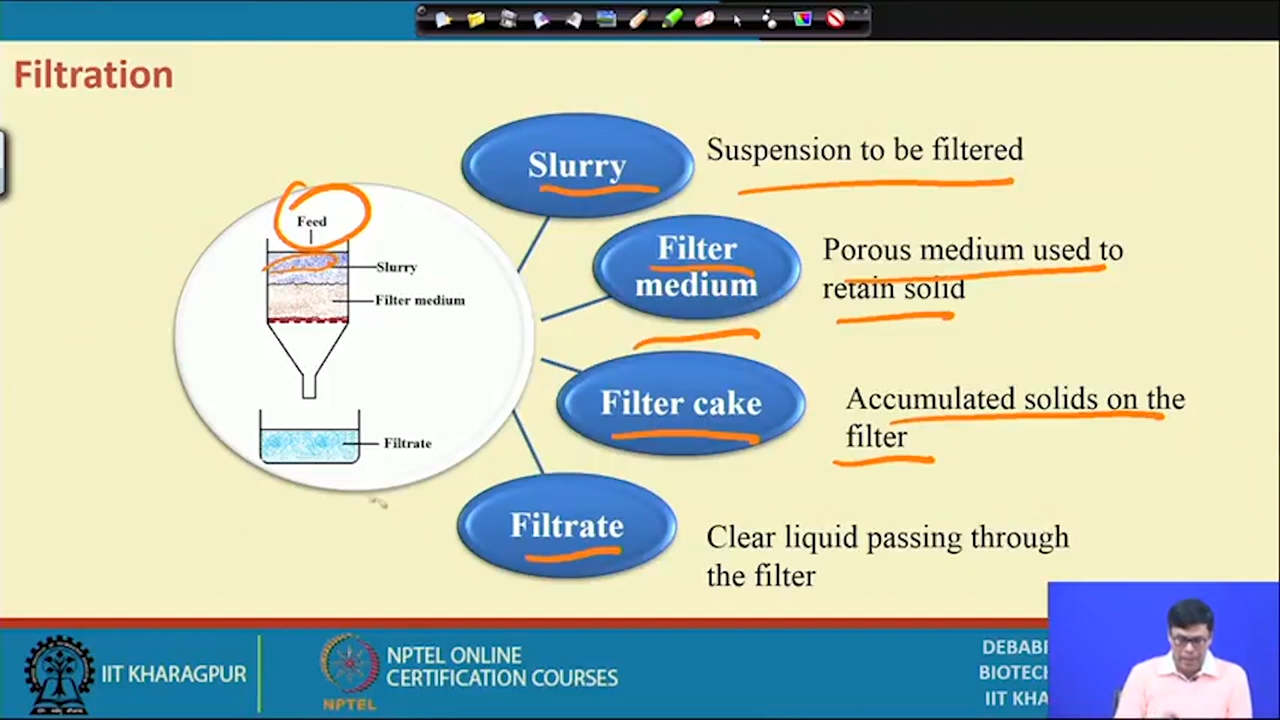 Filtration
Feed
Slurry
Filter medium
Filtrate
Slurry
Suspension to be filtered
Filter
medium
Porous medium used to
retain solid
Filter cake
Accumulated solids on the
filter
Filtrate
Clear liquid passing through
the filter
IIT KHARAGPUR
NPTEL
NPTEL ONLINE
CERTIFICATION COURSES
DEBAB
BIOTECH
IIT KHA